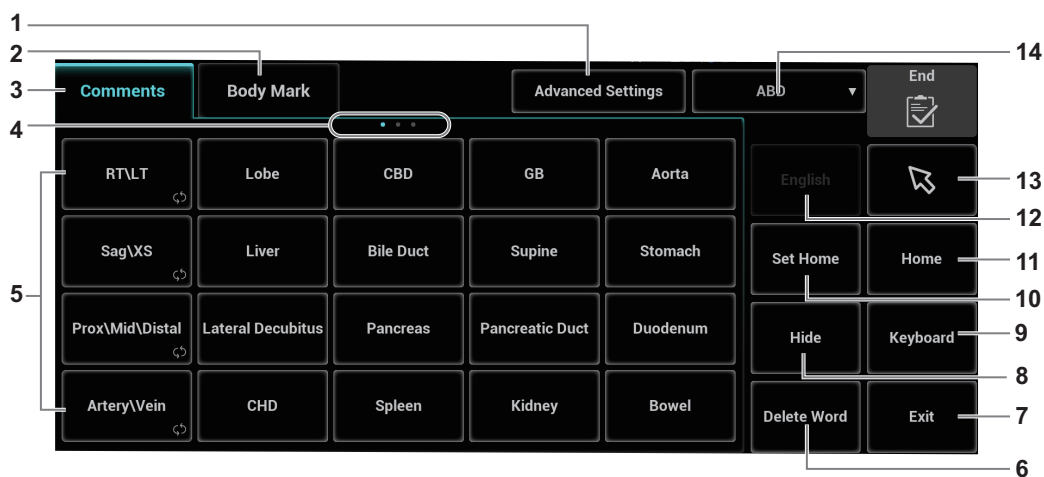 1
2
3
4
5
Comments
Body Mark
Advanced Settings
ABD
End
RT\LT
Lobe
CBD
GB
Aorta
English
Sag\XS
Liver
Bile Duct
Supine
Stomach
Set Home
Home
Prox\Mid\Distal
Lateral Decubitus
Pancreas
Pancreatic Duct
Duodenum
Hide
Keyboard
Artery\Vein
CHD
Spleen
Kidney
Bowel
Delete Word
Exit
14
13
12
11
10
9
8
7
6